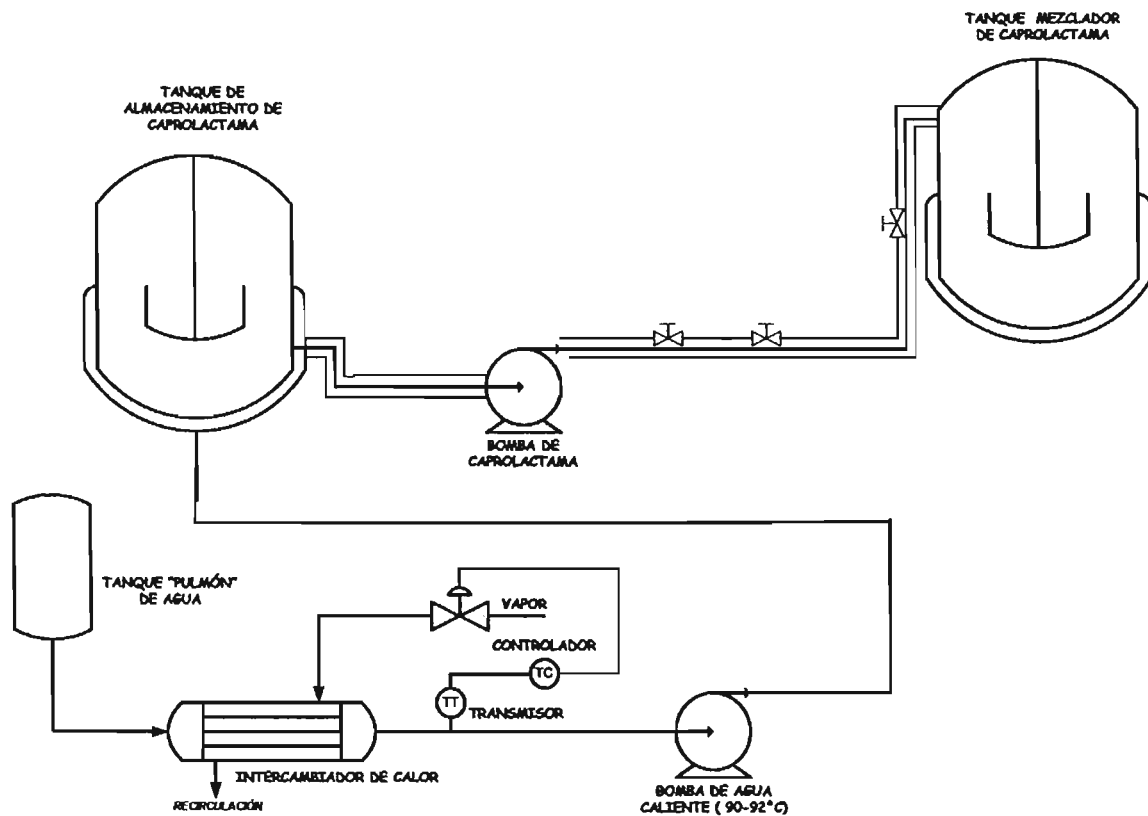 TANQUE MEZCLADOR
DE CAPROLACTAMA
TANQUE DE
ALMACENAMIENTO DE
CAPROLACTAMA
BOMBA DE
CAPROLACTAMA
TANQUE "PULMÓN"
DE AGUA
VAPOR
CONTROLADOR
TC
TT
TRANSMISOR
INTERCAMBIADOR DE CALOR
RECIRCULACIÓN
BOMBA DE AGUA
CALIENTE ( 90-92°C)